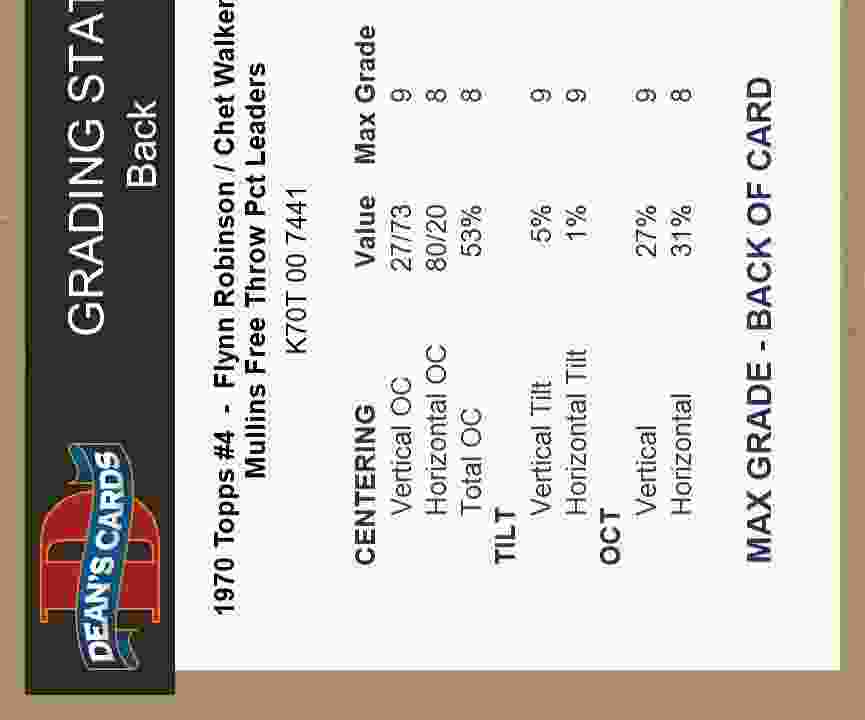 DEAN'S CARDS
GRADING STAT
Back
1970 Topps #4 - Flynn Robinson / Chet Walker
Mullins Free Throw Pct Leaders
K70T 00 7441
CENTERING Value Max Grade
Vertical OC 27/73 9
Horizontal OC 80/20 8
Total OC 53% 8
TILT
Vertical Tilt .5% 9
Horizontal Tilt 1% 9
OCT
Vertical 27% 9
Horizontal 31% 8
MAX GRADE - BACK OF CARD